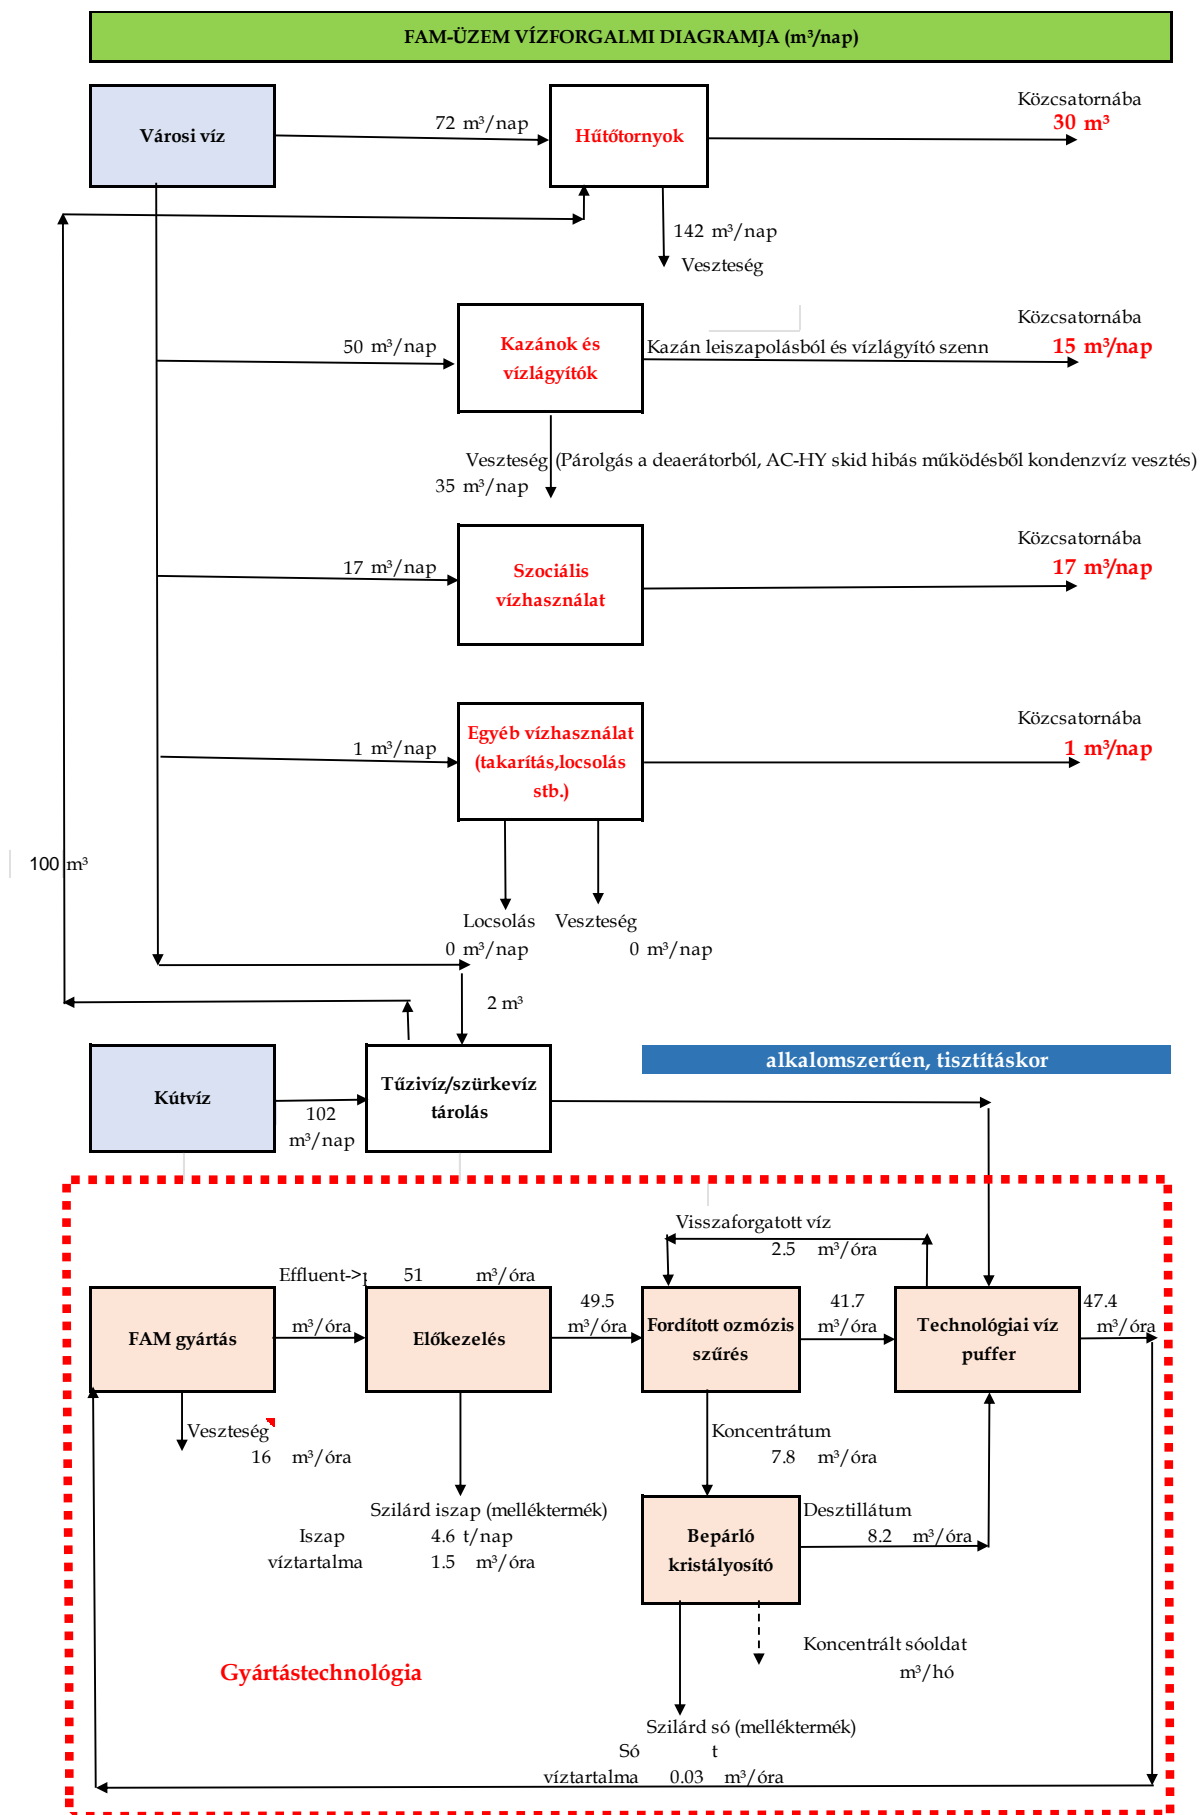 FAM-ÜZEM VÍZFORGALMI DIAGRAMJA (m³/nap)
Városi víz
72 m³/nap
Hűtőtornyok
Közcsatornába
30 m³
142 m³/nap
Veszteség
50 m³/nap
Kazánok és
vízlágyítók
Kazán leiszapolásból és vízlágyító szenn
Közcsatornába
15 m³/nap
Veszteség (Párolgás a deaerátorból, AC-HY skid hibás működésből kondenzvíz vesztés)
35 m³/nap
17 m³/nap
Szociális
vízhasználat
Közcsatornába
17 m³/nap
1 m³/nap
Egyéb vízhasználat
(takarítás,locsolás
stb.)
Közcsatornába
1 m³/nap
100 m³
Locsolás
0 m³/nap
Veszteség
0 m³/nap
2 m³
Kútvíz
102
m³/nap
Tűzivíz/szürkevíz
tárolás
alkalomszerűen, tisztításkor
Visszaforgatott víz
2.5 m³/óra
Effluent->
51 m³/óra
FAM gyártás
m³/óra
Előkezelés
49.5
m³/óra
Fordított ozmózis
szűrés
41.7
m³/óra
Technológiai víz
puffer
47.4
m³/óra
Veszteség
16 m³/óra
Koncentrátum
7.8 m³/óra
Szilárd iszap (melléktermék)
Iszap 4.6 t/nap
víztartalma 1.5 m³/óra
Bepárló
kristályosító
Desztillátum
8.2 m³/óra
Koncentrált sóoldat
m³/hó
Gyártástechnológia
Szilárd só (melléktermék)
Só t
víztartalma 0.03 m³/óra